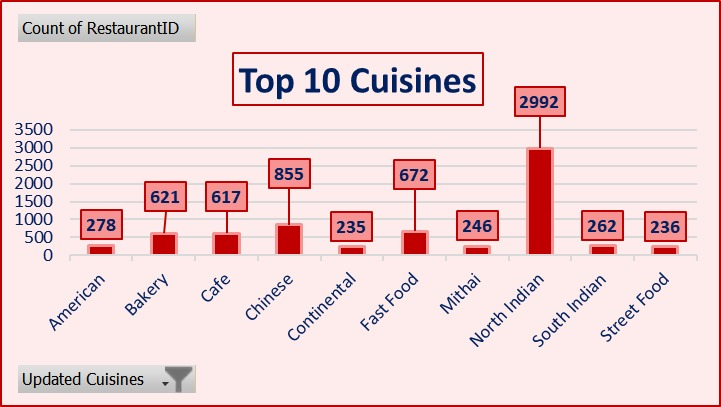 Count of RestaurantID
Top 10 Cuisines
3500
3000
2500
2000
1500
1000
500
0
278
621
617
855
235
672
246
2992
262
236
American
Bakery
Cafe
Chinese
Continental
Fast Food
Mithai
North Indian
South Indian
Street Food
Updated Cuisines